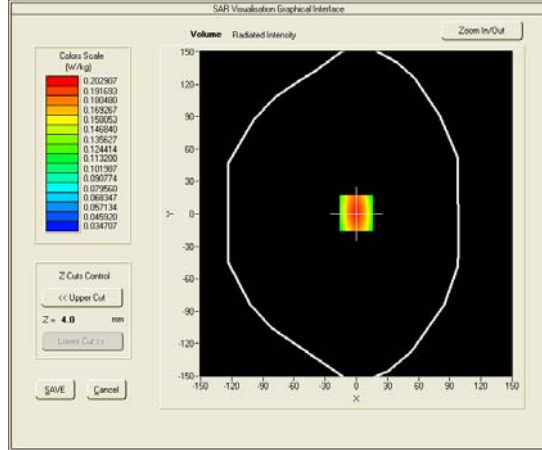 SAR Visualisation Graphical Interface
Volume Radiated Intensity
Zoom In/Out
Colors Scale
(W/kg)
0.202907
0.191693
0.180480
0.169267
0.158053
0.146840
0.135627
0.124414
0.113200
0.101987
0.090774
0.079560
0.068347
0.057134
0.045920
0.034707
Z-Cuts Control
<< Upper Cut
Z = 4.0 mm
Lower Cut >>
SAVE Cancel
150
120
90
60
30
0
-30
-60
-90
-120
-150
Y
-150 -120 -90 -60 -30 0 30 60 90 120 150
X